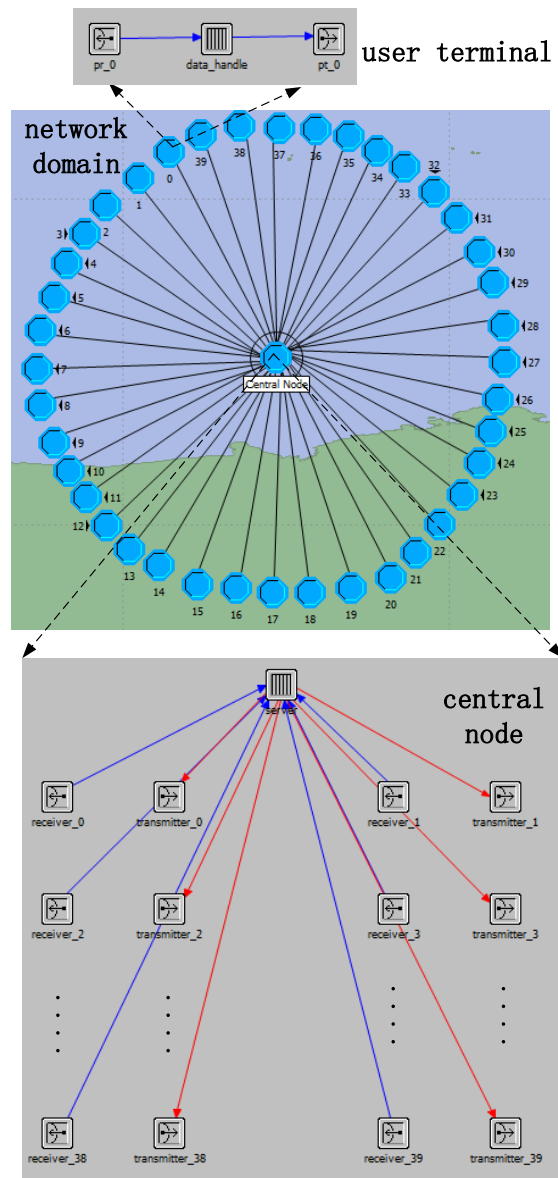 pr_0
data_handle
pt_0
user terminal
network
domain
0
39
38
37
36
35
34
33
32
31
30
29
28
27
26
25
24
23
22
21
20
19
18
17
16
15
14
13
12
11
10
9
8
7
6
5
4
3
2
1
Central Node
server
central
node
receiver_0
transmitter_0
receiver_1
transmitter_1
receiver_2
transmitter_2
receiver_3
transmitter_3
receiver_38
transmitter_38
receiver_39
transmitter_39